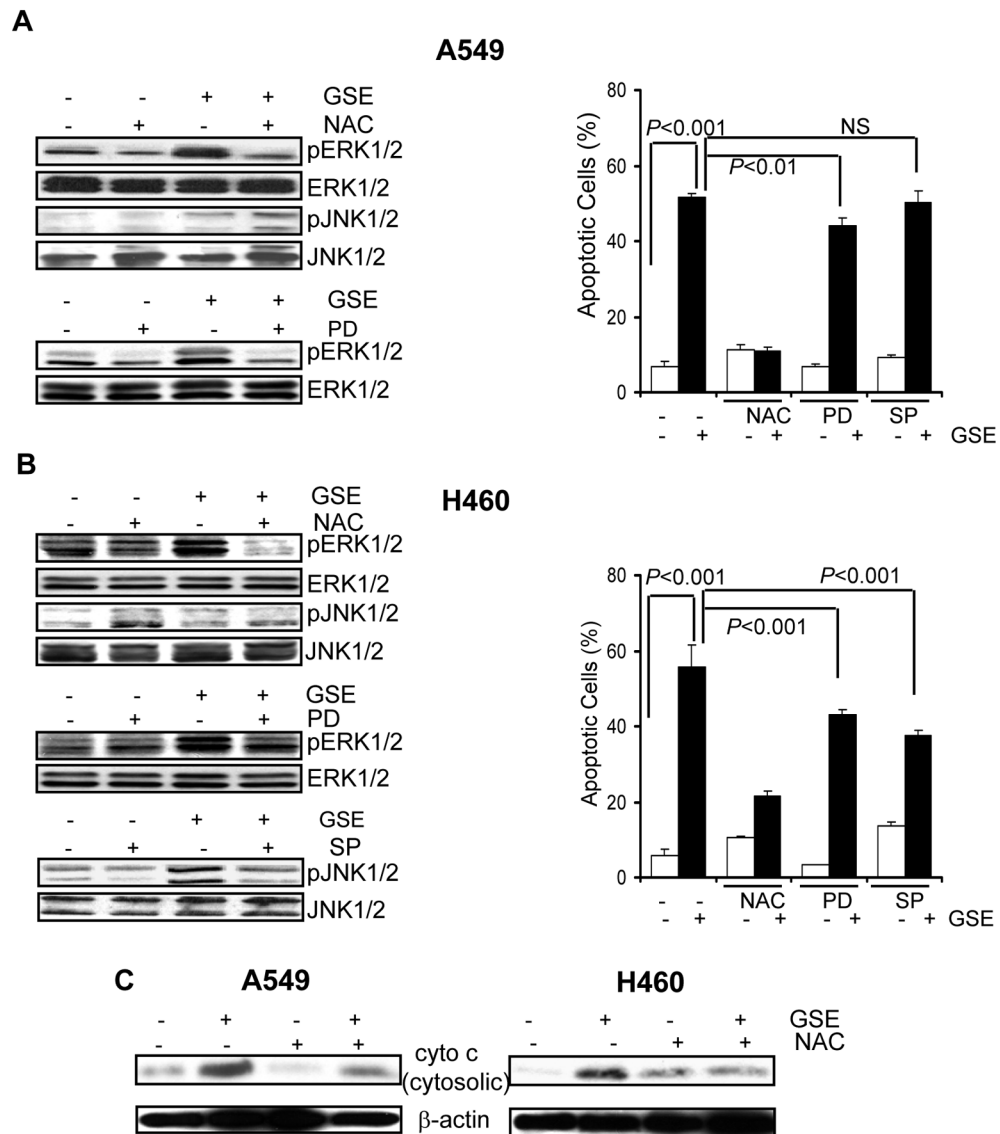 A
A549
- - + + GSE
- + - + NAC
pERK1/2
ERK1/2
pJNK1/2
JNK1/2
- - + + GSE
- + - + PD
pERK1/2
ERK1/2
Apoptotic Cells (%)
80
60
40
20
0
P<0.001
NS
P<0.01
- - NAC PD SP
- + - + - + - + GSE
B
H460
- - + + GSE
- + - + NAC
pERK1/2
ERK1/2
pJNK1/2
JNK1/2
- - + + GSE
- + - + PD
pERK1/2
ERK1/2
- - + + GSE
- + - + SP
pJNK1/2
JNK1/2
Apoptotic Cells (%)
80
60
40
20
0
P<0.001
P<0.001
P<0.001
- - NAC PD SP
- + - + - + - + GSE
C
A549
H460
- + - + - + - + GSE
- - + + - - + + NAC
cyto c
(cytosolic)
β-actin